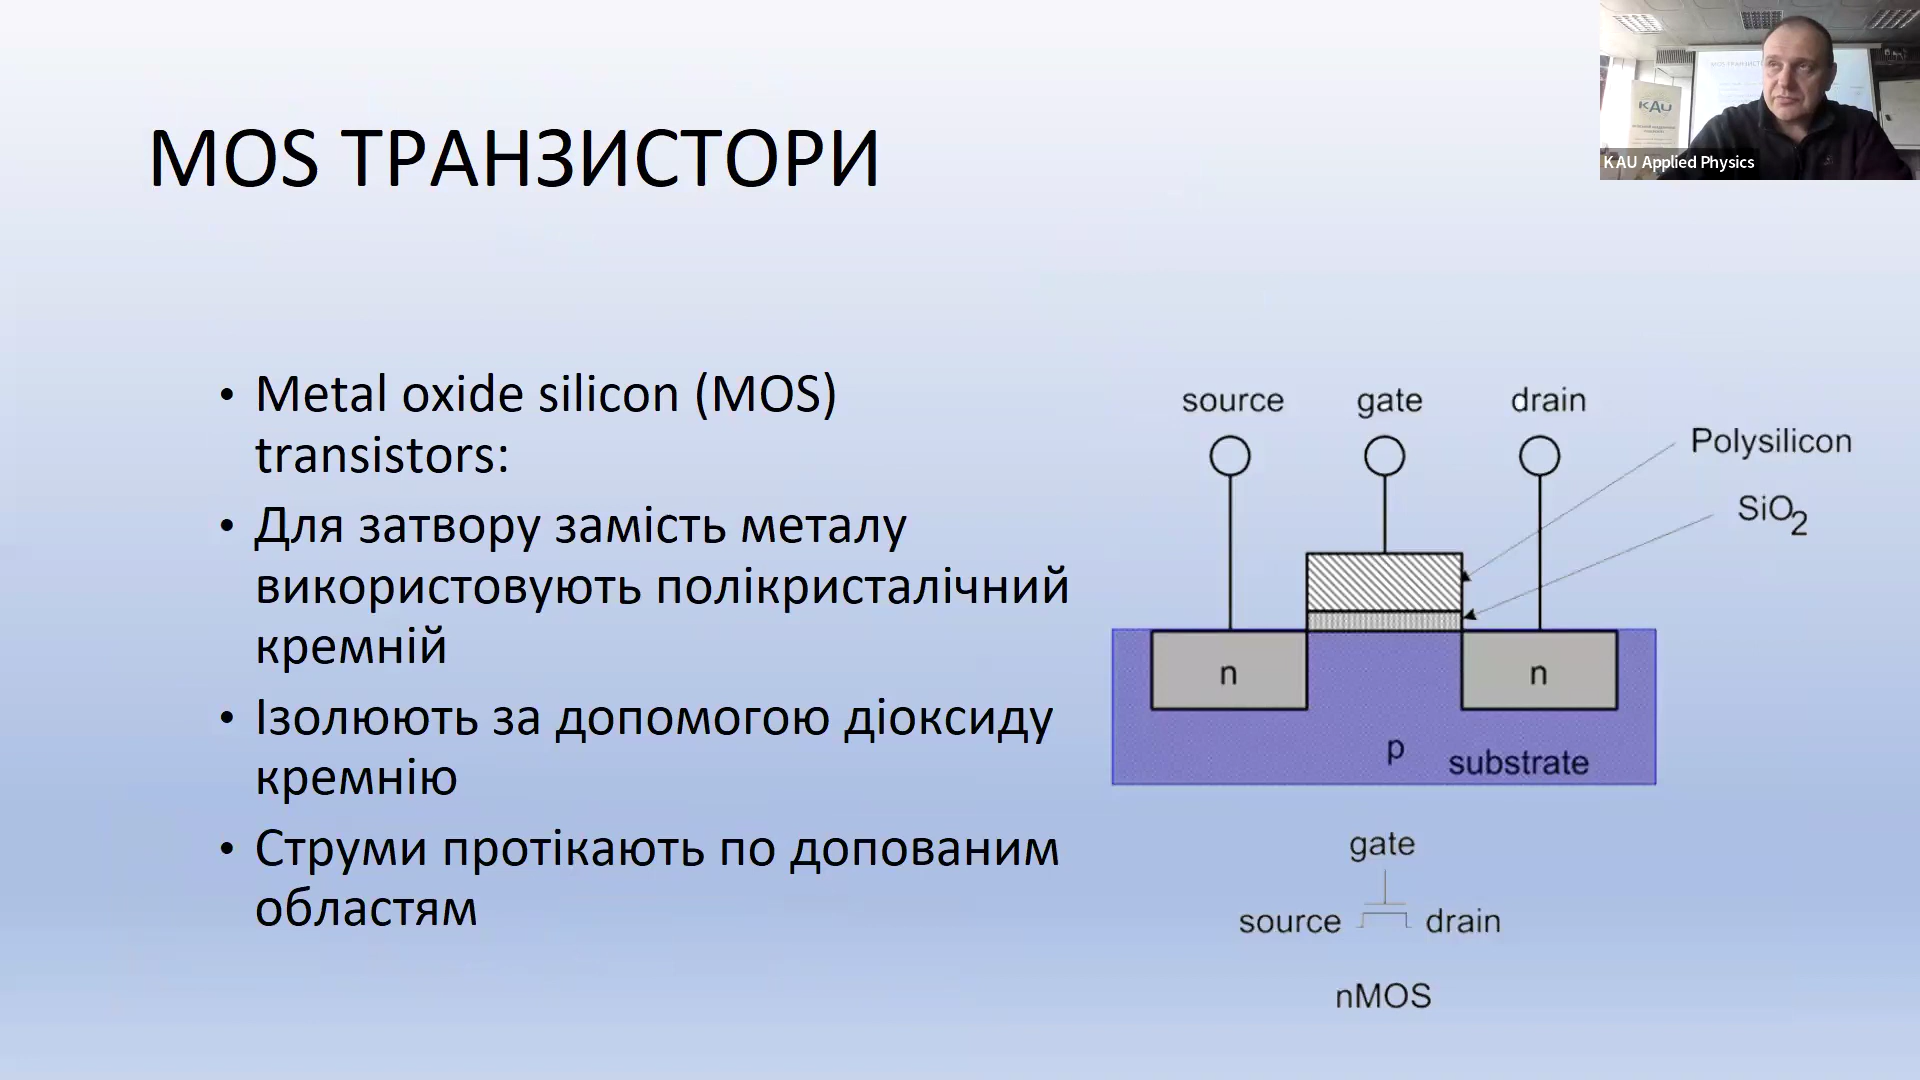 MOS ТРАНЗИСТОРИ
KAU
KAU Applied Physics
• Metal oxide silicon (MOS)
transistors:
• Для затвору замість металу
використовують полікристалічний
кремній
• Ізолюють за допомогою діоксиду
кремнію
• Струми протікають по допованим
областям
source gate drain
Polysilicon
SiO2
n n
p substrate
gate
source drain
nMOS